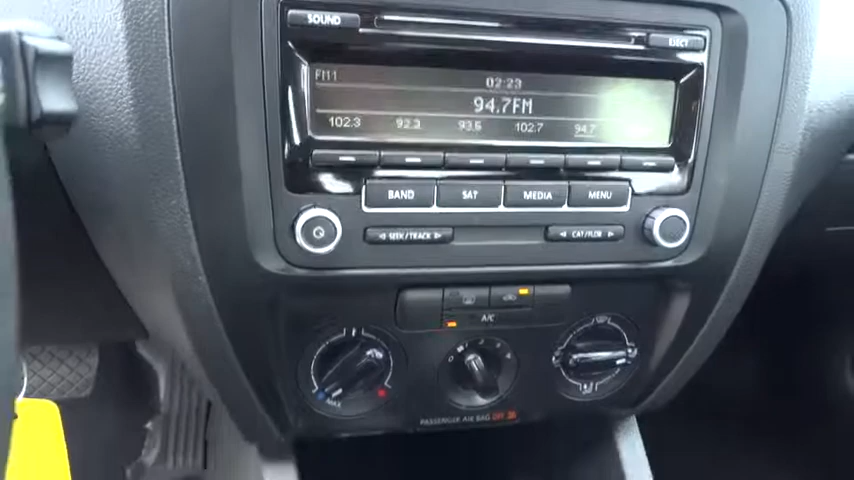 SOUND
EJECT
FM1
02:23
94.7FM
102.3 92.3 93.5 102.7 94.7
BAND SAT MEDIA MENU
SEEK/TRACK CAT/FOLDER
A/C
PASSENGER AIR BAG OFF